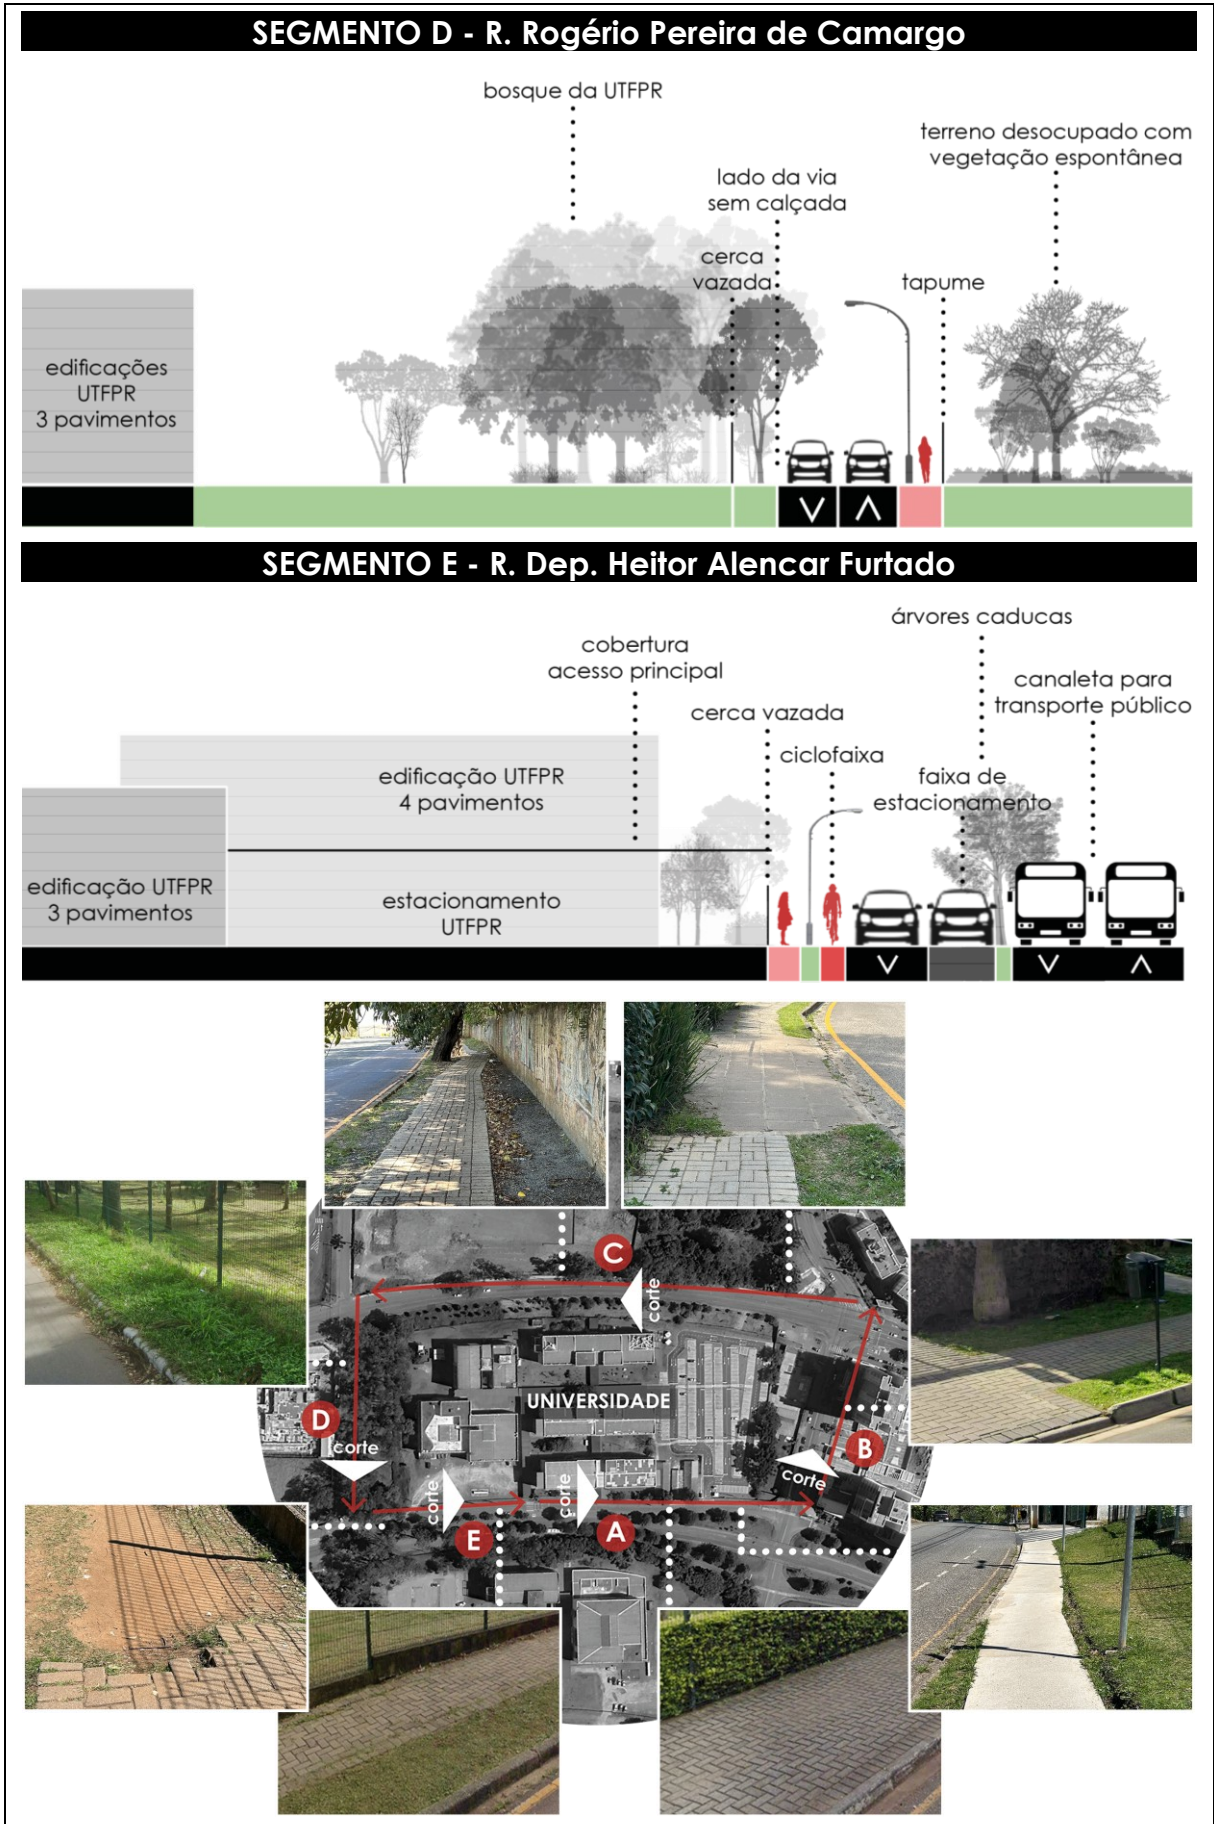 SEGMENTO D - R. Rogério Pereira de Camargo
bosque da UTFPR
terreno desocupado com
vegetação espontânea
lado da via
sem calçada
cerca
vazada
tapume
edificações
UTFPR
3 pavimentos
SEGMENTO E - R. Dep. Heitor Alencar Furtado
árvores caducas
cobertura
acesso principal
canaleta para
transporte público
cerca vazada
ciclofaixa
edificação UTFPR
4 pavimentos
faixa de
estacionamento
edificação UTFPR
3 pavimentos
estacionamento
UTFPR
C
corte
UNIVERSIDADE
D
corte
B
corte
corte
corte
E
A